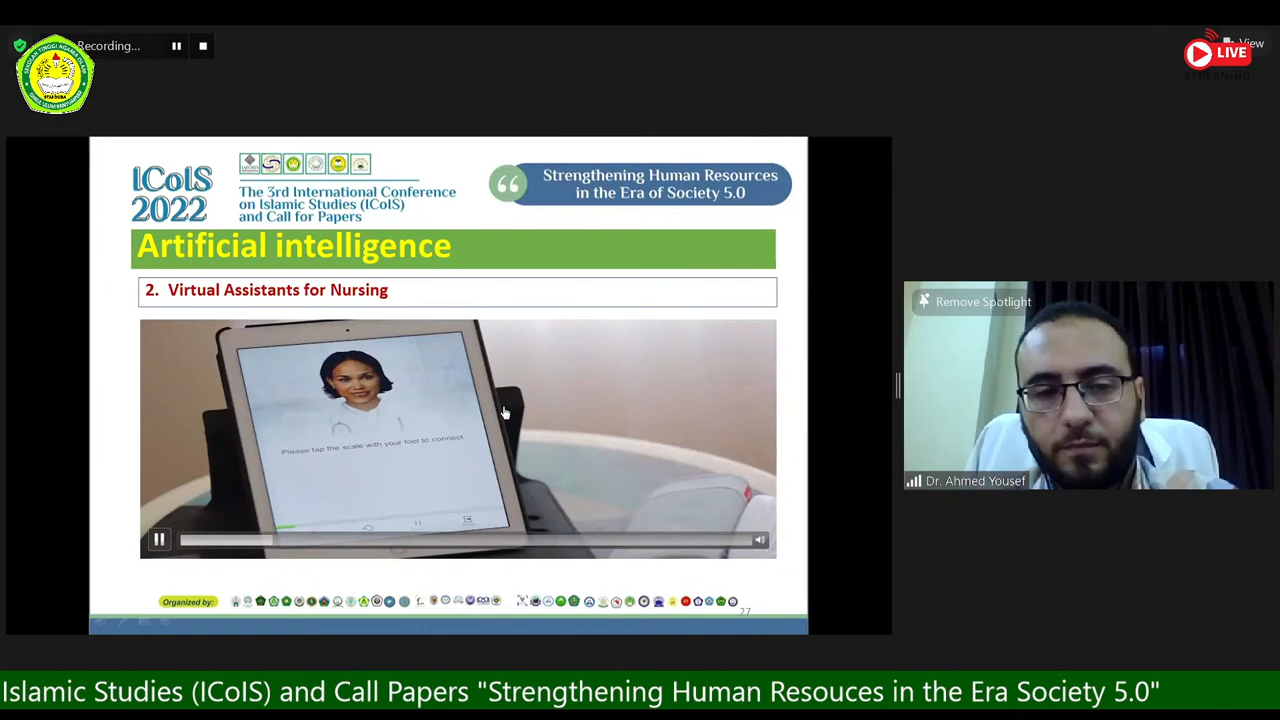 Recording...
View
LIVE
STREAMING
ICoIS
2022
The 3rd International Conference
on Islamic Studies (ICoIS)
and Call for Papers
Strengthening Human Resources
in the Era of Society 5.0
Artificial intelligence
2. Virtual Assistants for Nursing
Please tap the scale with your foot to connect
Remove Spotlight
Dr. Ahmed Yousef
Organized by:
27
Islamic Studies (ICoIS) and Call Papers "Strengthening Human Resouces in the Era Society 5.0"